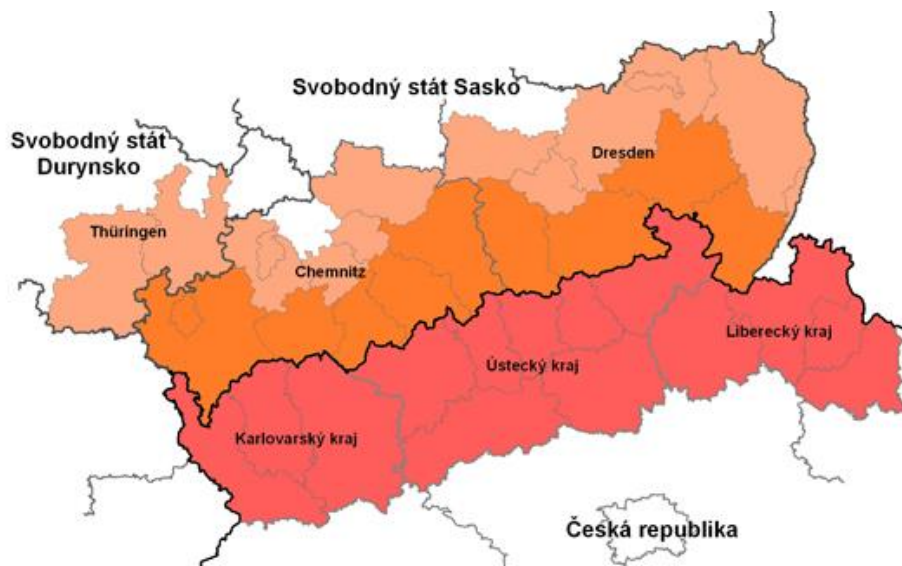 Svobodný stát Sasko
Svobodný stát
Durynsko
Dresden
Thüringen
Chemnitz
Liberecký kraj
Ústecký kraj
Karlovarský kraj
Česká republika